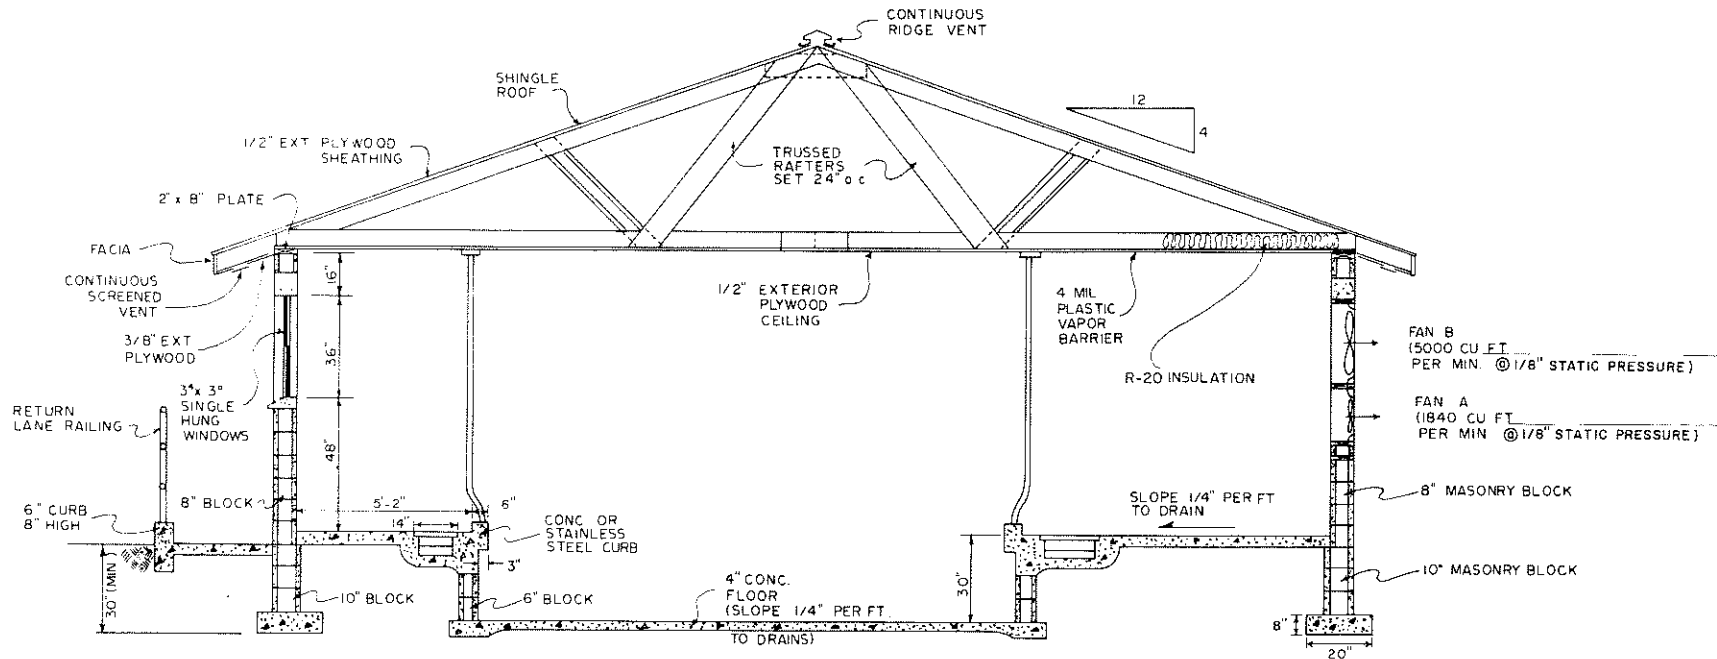 CONTINUOUS
RIDGE VENT
SHINGLE
ROOF
12
4
1/2" EXT PLYWOOD
SHEATHING
TRUSSED
RAFTERS
SET 24" o c
2" x 8" PLATE
FACIA
CONTINUOUS
SCREENED
VENT
16"
1/2" EXTERIOR
PLYWOOD
CEILING
4 MIL
PLASTIC
VAPOR
BARRIER
3/8" EXT
PLYWOOD
36"
FAN B
(5000 CU FT
PER MIN. @ 1/8" STATIC PRESSURE)
R-20 INSULATION
3⁴ x 3⁰
SINGLE
HUNG
WINDOWS
RETURN
LANE RAILING
FAN A
(1840 CU FT
PER MIN @ 1/8" STATIC PRESSURE)
48"
8" BLOCK
5'-2"
6"
6" CURB
8" HIGH
14"
CONC OR
STAINLESS
STEEL CURB
SLOPE 1/4" PER FT
TO DRAIN
8" MASONRY BLOCK
3"
30" (MIN
10" BLOCK
6" BLOCK
4" CONC.
FLOOR
(SLOPE 1/4" PER FT
TO DRAINS)
30"
10" MASONRY BLOCK
8"
20"